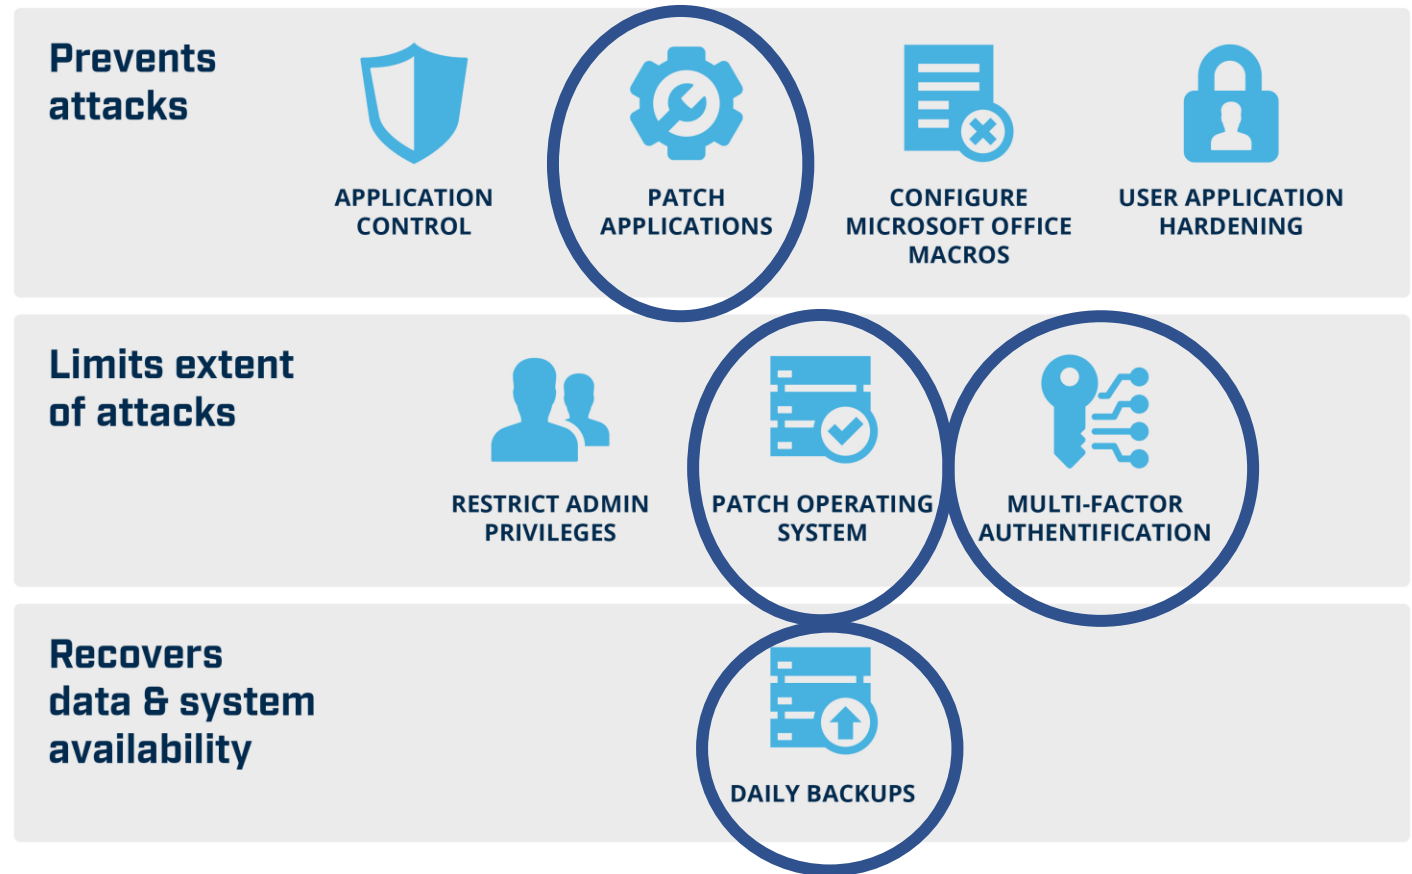 Prevents
attacks
APPLICATION
CONTROL
PATCH
APPLICATIONS
CONFIGURE
MICROSOFT OFFICE
MACROS
USER APPLICATION
HARDENING
Limits extent
of attacks
RESTRICT ADMIN
PRIVILEGES
PATCH OPERATING
SYSTEM
MULTI-FACTOR
AUTHENTIFICATION
Recovers
data & system
availability
DAILY BACKUPS